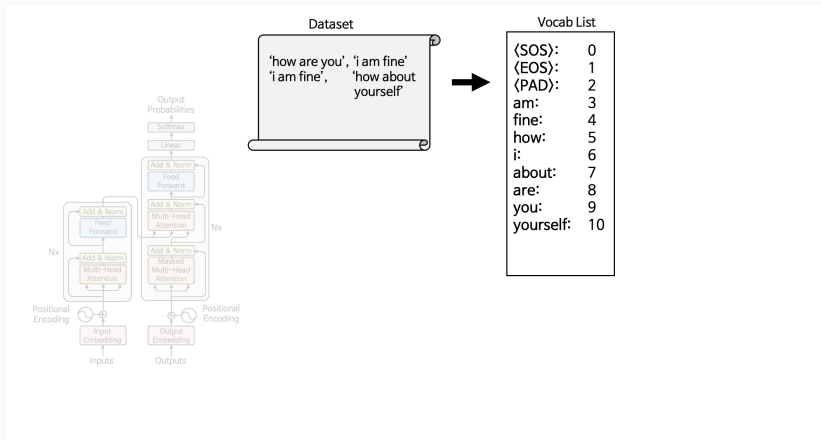 Dataset
‘how are you’, ‘i am fine’
‘i am fine’, ‘how about
yourself’
Vocab List
⟨SOS⟩: 0
⟨EOS⟩: 1
⟨PAD⟩: 2
am: 3
fine: 4
how: 5
i: 6
about: 7
are: 8
you: 9
yourself: 10
Output
Probabilities
Softmax
Linear
Add & Norm
Feed
Forward
Add & Norm
Multi-Head
Attention
Add & Norm
Masked
Multi-Head
Attention
Nx
Add & Norm
Feed
Forward
Add & Norm
Multi-Head
Attention
Nx
Positional
Encoding
Positional
Encoding
Input
Embedding
Output
Embedding
Inputs
Outputs